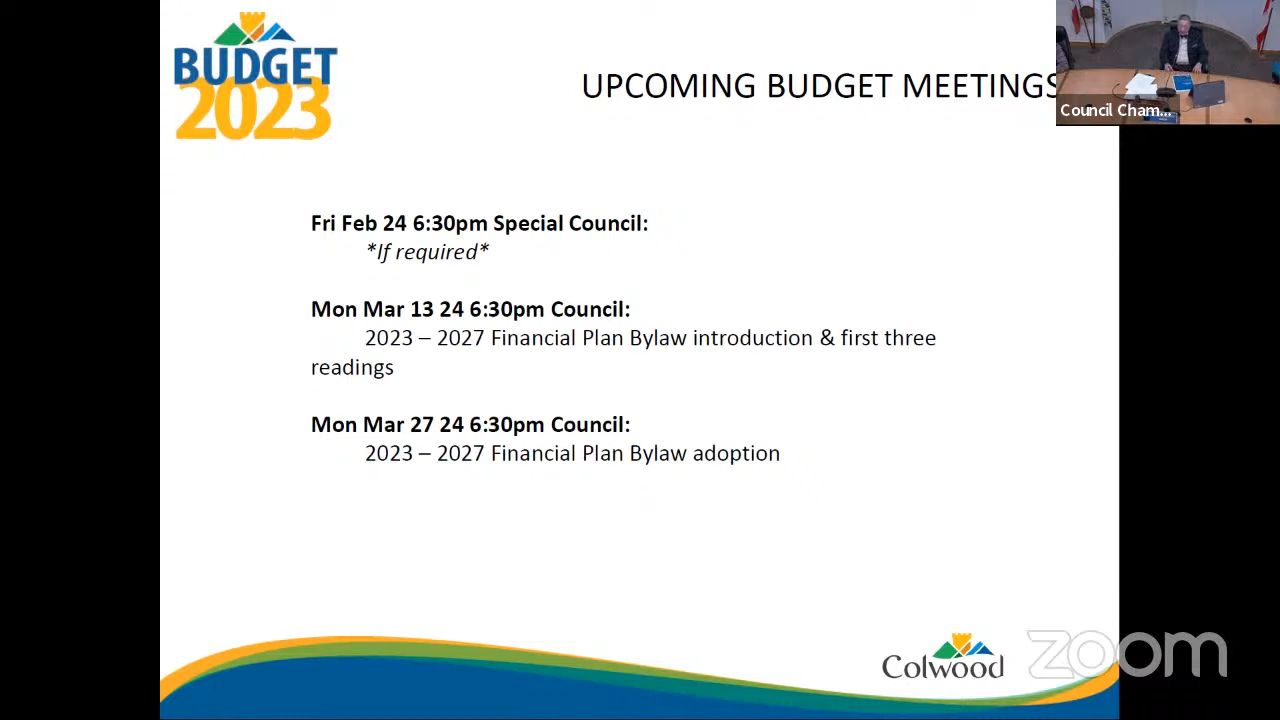 BUDGET
2023
UPCOMING BUDGET MEETINGS
Council Cham...
Fri Feb 24 6:30pm Special Council:
*If required*
Mon Mar 13 24 6:30pm Council:
2023 – 2027 Financial Plan Bylaw introduction & first three
readings
Mon Mar 27 24 6:30pm Council:
2023 – 2027 Financial Plan Bylaw adoption
Colwood
zoom